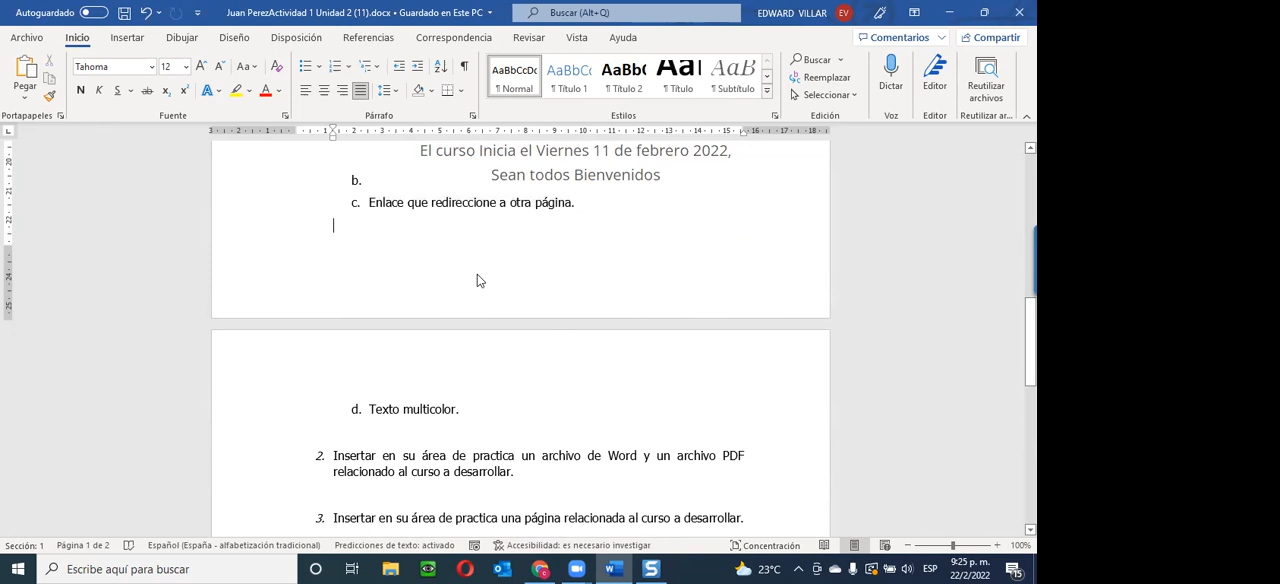 Autoguardado
Juan PerezActividad 1 Unidad 2 (11).docx • Guardado en Este PC
Buscar (Alt+Q)
EDWARD VILLAR
EV
Archivo
Inicio
Insertar
Dibujar
Diseño
Disposición
Referencias
Correspondencia
Revisar
Vista
Ayuda
Comentarios
Compartir
Pegar
Tahoma
12
AaBbCcDc
AaBbCc
AaBbC
AaI
AaB
¶ Normal
¶ Título 1
¶ Título 2
¶ Título
¶ Subtítulo
Buscar
Reemplazar
Seleccionar
Dictar
Editor
Reutilizar
archivos
Portapapeles
Fuente
Párrafo
Estilos
Edición
Voz
Editor
Reutilizar ar...
El curso Inicia el Viernes 11 de febrero 2022,
Sean todos Bienvenidos
b.
c. Enlace que redireccione a otra página.
d. Texto multicolor.
2. Insertar en su área de practica un archivo de Word y un archivo PDF
relacionado al curso a desarrollar.
3. Insertar en su área de practica una página relacionada al curso a desarrollar.
Sección: 1
Página 1 de 2
Español (España - alfabetización tradicional)
Predicciones de texto: activado
Accesibilidad: es necesario investigar
Concentración
100%
Escribe aquí para buscar
23°C
ESP
9:25 p. m.
22/2/2022
15